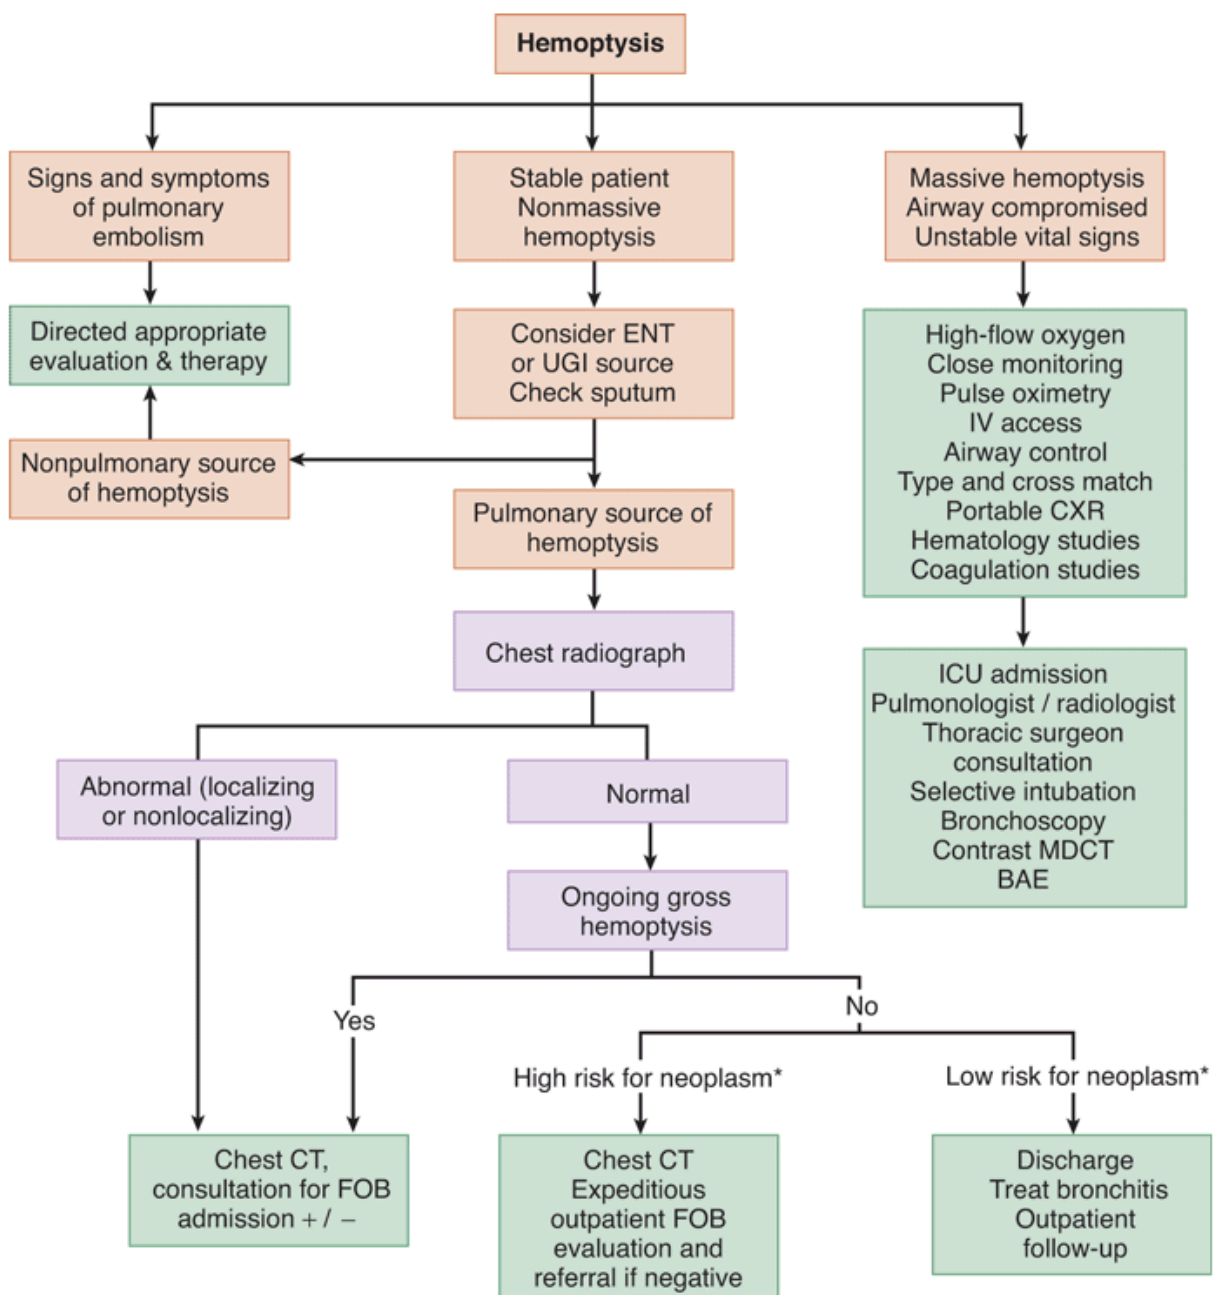 Hemoptysis
Signs and symptoms
of pulmonary
embolism
Stable patient
Nonmassive
hemoptysis
Massive hemoptysis
Airway compromised
Unstable vital signs
Directed appropriate
evaluation & therapy
Consider ENT
or UGI source
Check sputum
High-flow oxygen
Close monitoring
Pulse oximetry
IV access
Airway control
Type and cross match
Portable CXR
Hematology studies
Coagulation studies
Nonpulmonary source
of hemoptysis
Pulmonary source of
hemoptysis
Chest radiograph
ICU admission
Pulmonologist / radiologist
Thoracic surgeon
consultation
Selective intubation
Bronchoscopy
Contrast MDCT
BAE
Abnormal (localizing
or nonlocalizing)
Normal
Ongoing gross
hemoptysis
Yes
No
High risk for neoplasm*
Low risk for neoplasm*
Chest CT,
consultation for FOB
admission + / −
Chest CT
Expeditious
outpatient FOB
evaluation and
referral if negative
Discharge
Treat bronchitis
Outpatient
follow-up